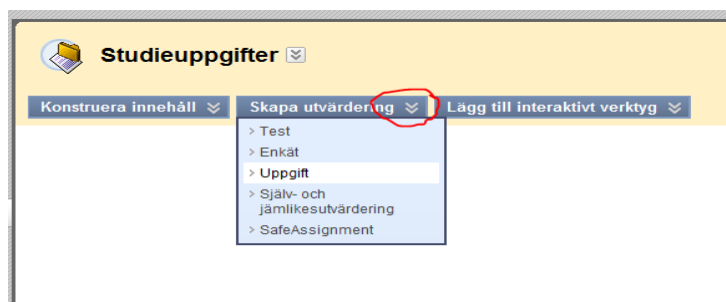 Studieuppgifter
Konstruera innehåll Skapa utvärdering Lägg till interaktivt verktyg
> Test
> Enkät
> Uppgift
> Själv- och
jämlikesutvärdering
> SafeAssignment